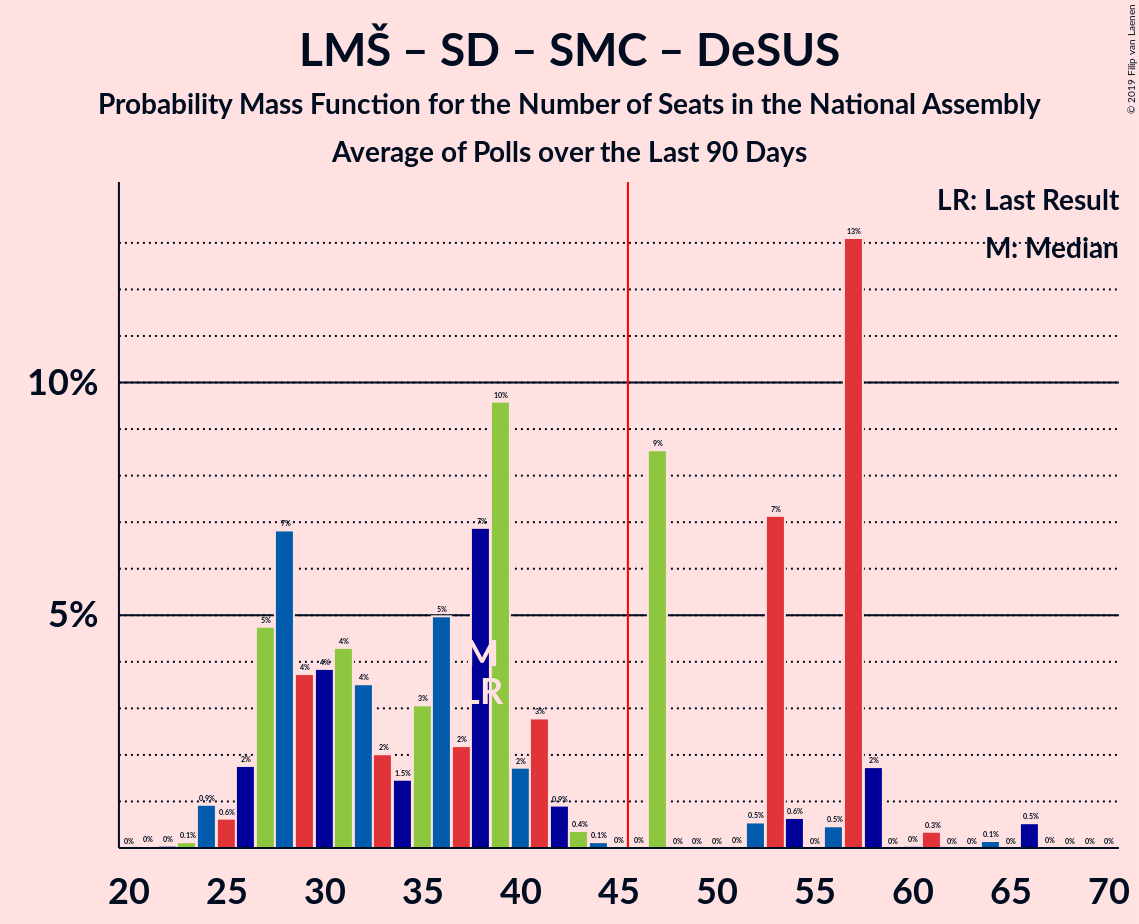 LMŠ – SD – SMC – DeSUS
Probability Mass Function for the Number of Seats in the National Assembly
Average of Polls over the Last 90 Days
© 2019 Filip van Laenen
LR: Last Result
M: Median
10%
5%
0% 0% 0% 0.1% 0.9% 0.6% 2% 5% 7% 4% 4% 4% 4% 2% 1.5% 3% 5% 2% 7% 10% 2% 3% 0.9% 0.4% 0.1% 0% 0% 9% 0% 0% 0% 0% 0.5% 7% 0.6% 0% 0.5% 13% 2% 0% 0% 0.3% 0% 0% 0.1% 0% 0.5% 0% 0% 0% 0%
M
LR
20 25 30 35 40 45 50 55 60 65 70